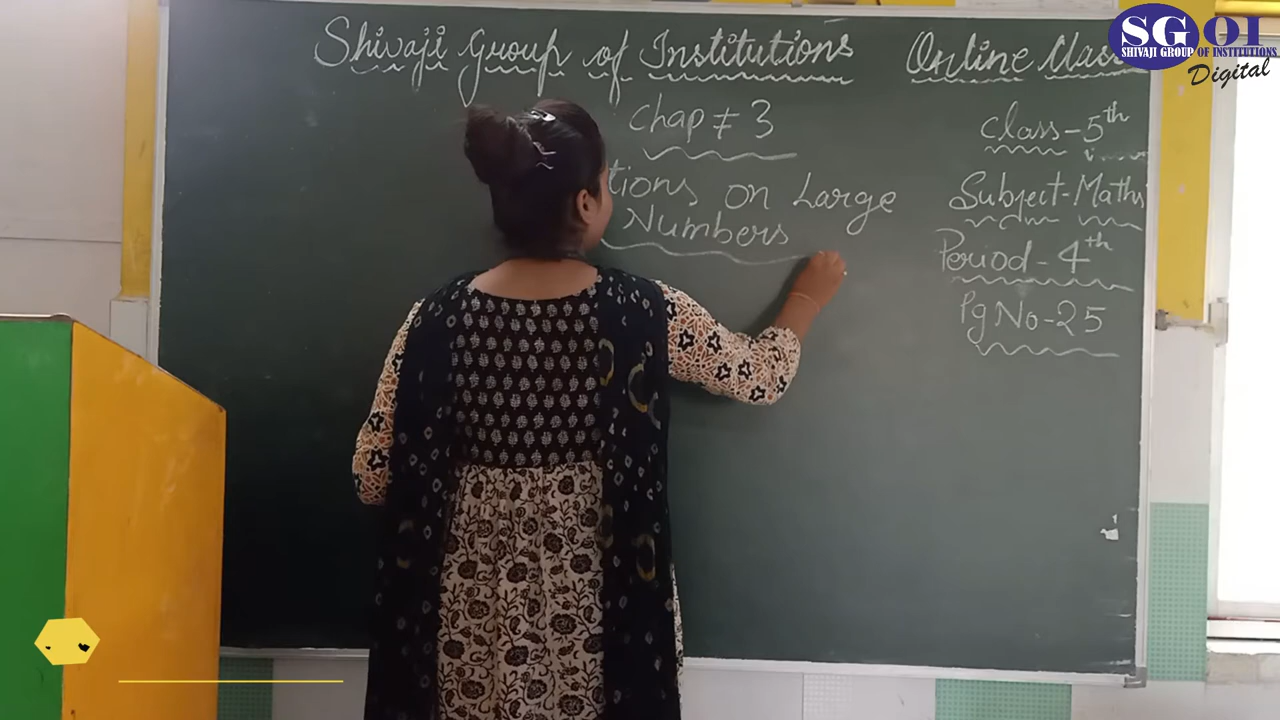 Shivaji Group of Institutions
Online Class
Chap ≠ 3
tions on Large
Numbers
Class-5th
Subject-Maths
Period-4th
Pg No-25
SGOI
SHIVAJI GROUP OF INSTITUTIONS
Digital